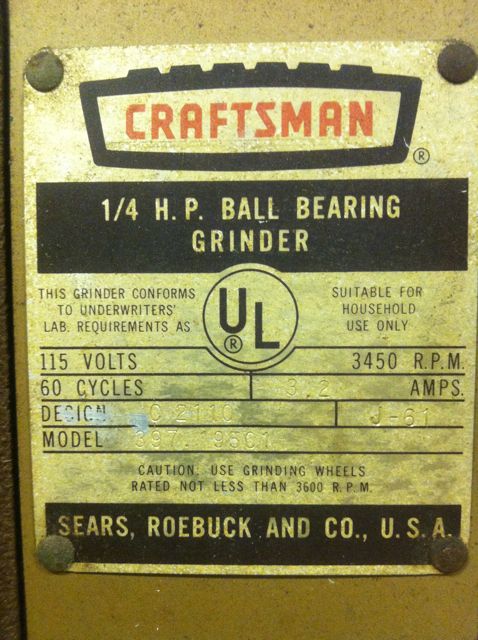 CRAFTSMAN ®
1/4 H.P. BALL BEARING
GRINDER
THIS GRINDER CONFORMS
TO UNDERWRITERS'
LAB. REQUIREMENTS AS
UL ®
SUITABLE FOR
HOUSEHOLD
USE ONLY
115 VOLTS 3450 R.P.M.
60 CYCLES 3.2 AMPS.
DESIGN J-61
MODEL 397.
CAUTION: USE GRINDING WHEELS
RATED NOT LESS THAN 3600 R.P.M.
SEARS, ROEBUCK AND CO., U.S.A.